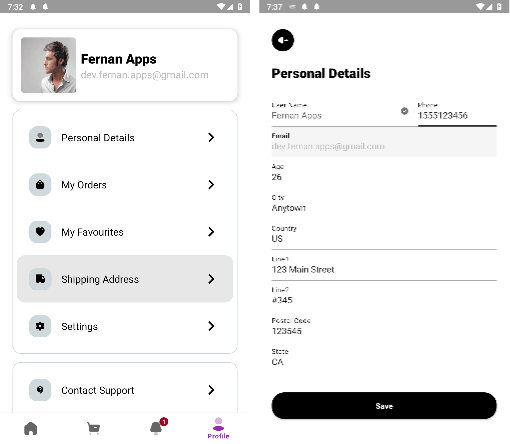 7:32
Fernan Apps
dev.fernan.apps@gmail.com
Personal Details
My Orders
My Favourites
Shipping Address
Settings
Contact Support
1
Profile
7:37
Personal Details
User Name
Fernan Apps
Phone
1555123456
Email
dev.fernan.apps@gmail.com
Age
26
City
Anytown
Country
US
Line1
123 Main Street
Line2
#345
Postal Code
123545
State
CA
Save